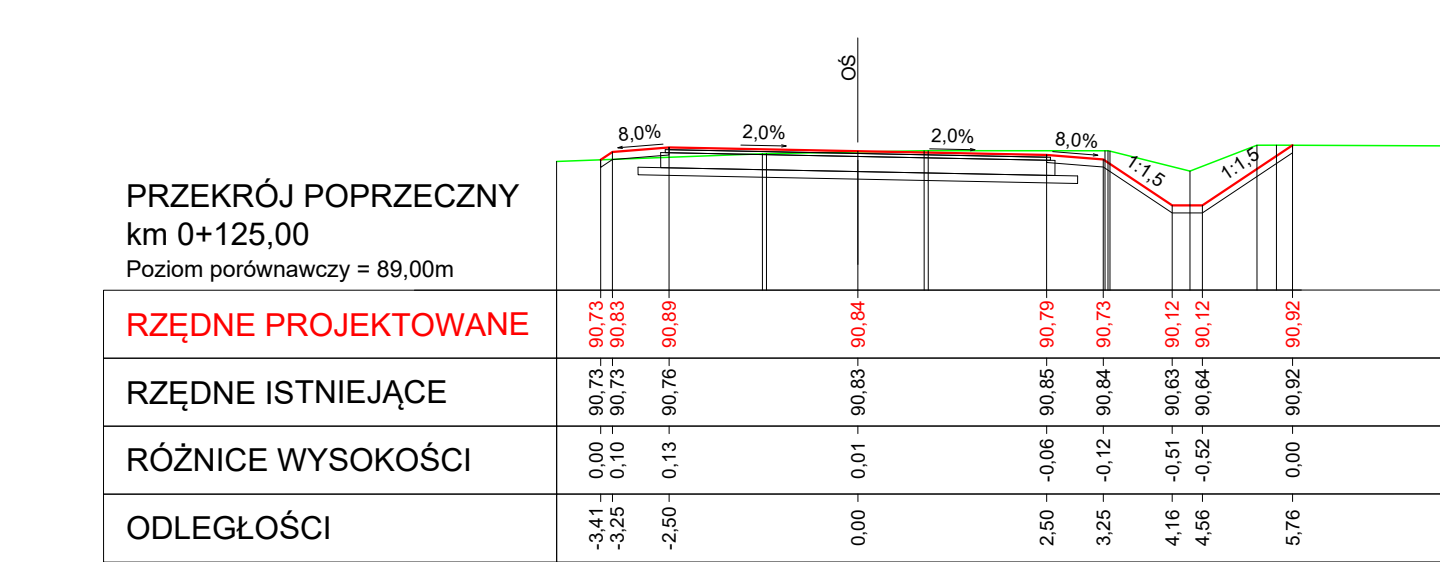 OŚ
8,0% 2,0% 2,0% 8,0% 1:1,5 1:1,5
PRZEKRÓJ POPRZECZNY
km 0+125,00
Poziom porównawczy = 89,00m
RZĘDNE PROJEKTOWANE 90,73 90,83 90,89 90,84 90,79 90,73 90,12 90,12 90,92
RZĘDNE ISTNIEJĄCE 90,73 90,73 90,76 90,83 90,85 90,84 90,63 90,64 90,92
RÓŻNICE WYSOKOŚCI 0,00 0,10 0,13 0,01 -0,06 -0,12 -0,51 -0,52 0,00
ODLEGŁOŚCI -3,41 -3,25 -2,50 0,00 2,50 3,25 4,16 4,56 5,76